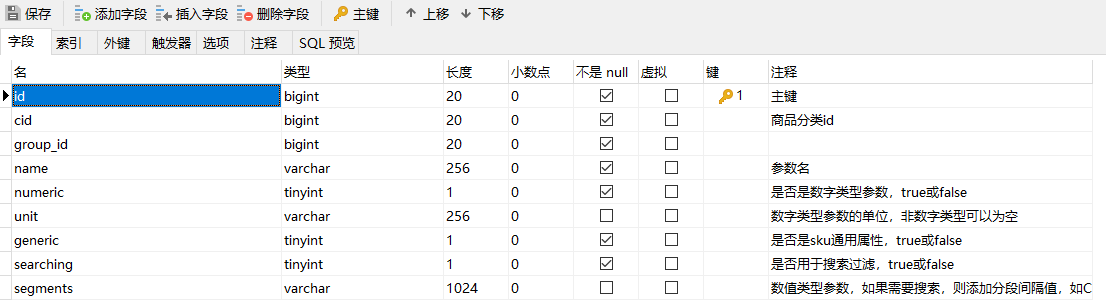 保存 添加字段 插入字段 删除字段 主键 上移 下移
字段 索引 外键 触发器 选项 注释 SQL 预览
名 类型 长度 小数点 不是 null 虚拟 键 注释
id bigint 20 0 1 主键
cid bigint 20 0 商品分类id
group_id bigint 20 0
name varchar 256 0 参数名
numeric tinyint 1 0 是否是数字类型参数，true或false
unit varchar 256 0 数字类型参数的单位，非数字类型可以为空
generic tinyint 1 0 是否是sku通用属性，true或false
searching tinyint 1 0 是否用于搜索过滤，true或false
segments varchar 1024 0 数值类型参数，如果需要搜索，则添加分段间隔值，如C